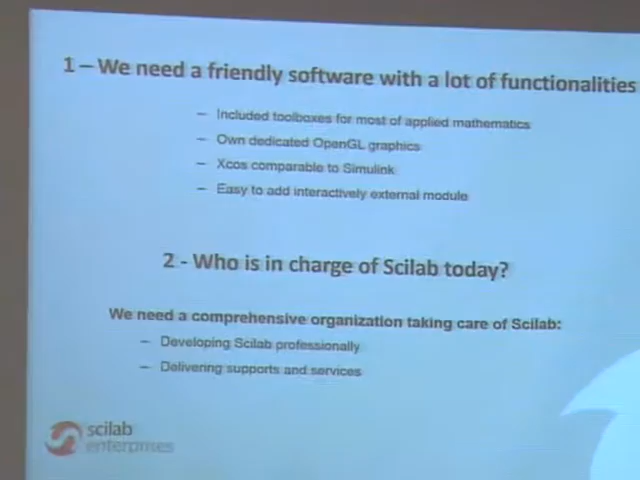 1 – We need a friendly software with a lot of functionalities
– Included toolboxes for most of applied mathematics
– Own dedicated OpenGL graphics
– Xcos comparable to Simulink
– Easy to add interactively external module
2 - Who is in charge of Scilab today?
We need a comprehensive organization taking care of Scilab:
– Developing Scilab professionally
– Delivering supports and services
scilab
enterprises